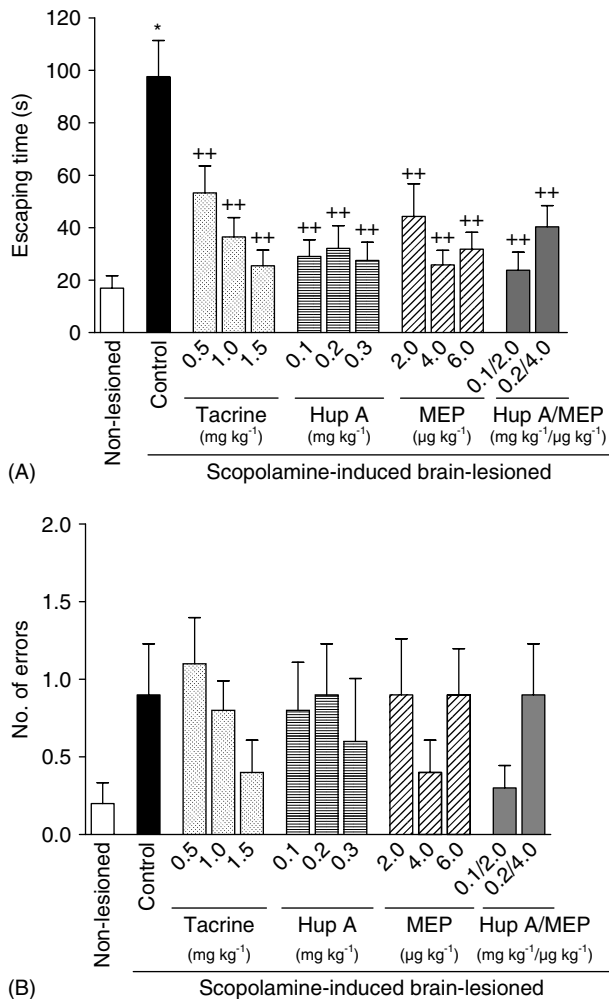 120
*
100
80
60
40
20
0
Escaping time (s)
++
++
++
++
++
++
++
++
++
++
++
Non-lesioned
Control
0.5
1.0
1.5
0.1
0.2
0.3
2.0
4.0
6.0
0.1/2.0
0.2/4.0
Tacrine
Hup A
MEP
Hup A/MEP
(mg kg⁻¹)
(mg kg⁻¹)
(µg kg⁻¹)
(mg kg⁻¹/µg kg⁻¹)
(A)
Scopolamine-induced brain-lesioned
2.0
1.5
1.0
0.5
0.0
No. of errors
Non-lesioned
Control
0.5
1.0
1.5
0.1
0.2
0.3
2.0
4.0
6.0
0.1/2.0
0.2/4.0
Tacrine
Hup A
MEP
Hup A/MEP
(mg kg⁻¹)
(mg kg⁻¹)
(µg kg⁻¹)
(mg kg⁻¹/µg kg⁻¹)
(B)
Scopolamine-induced brain-lesioned